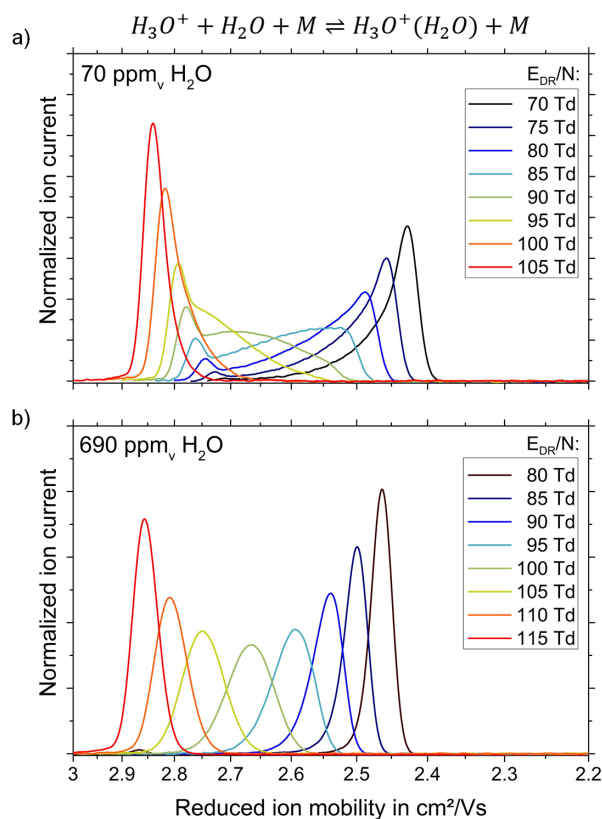 H₃O⁺ + H₂O + M ⇌ H₃O⁺(H₂O) + M
a)
70 ppmᵥ H₂O
E_DR/N:
70 Td
75 Td
80 Td
85 Td
90 Td
95 Td
100 Td
105 Td
Normalized ion current
b)
690 ppmᵥ H₂O
E_DR/N:
80 Td
85 Td
90 Td
95 Td
100 Td
105 Td
110 Td
115 Td
Normalized ion current
3 2.9 2.8 2.7 2.6 2.5 2.4 2.3 2.2
Reduced ion mobility in cm²/Vs